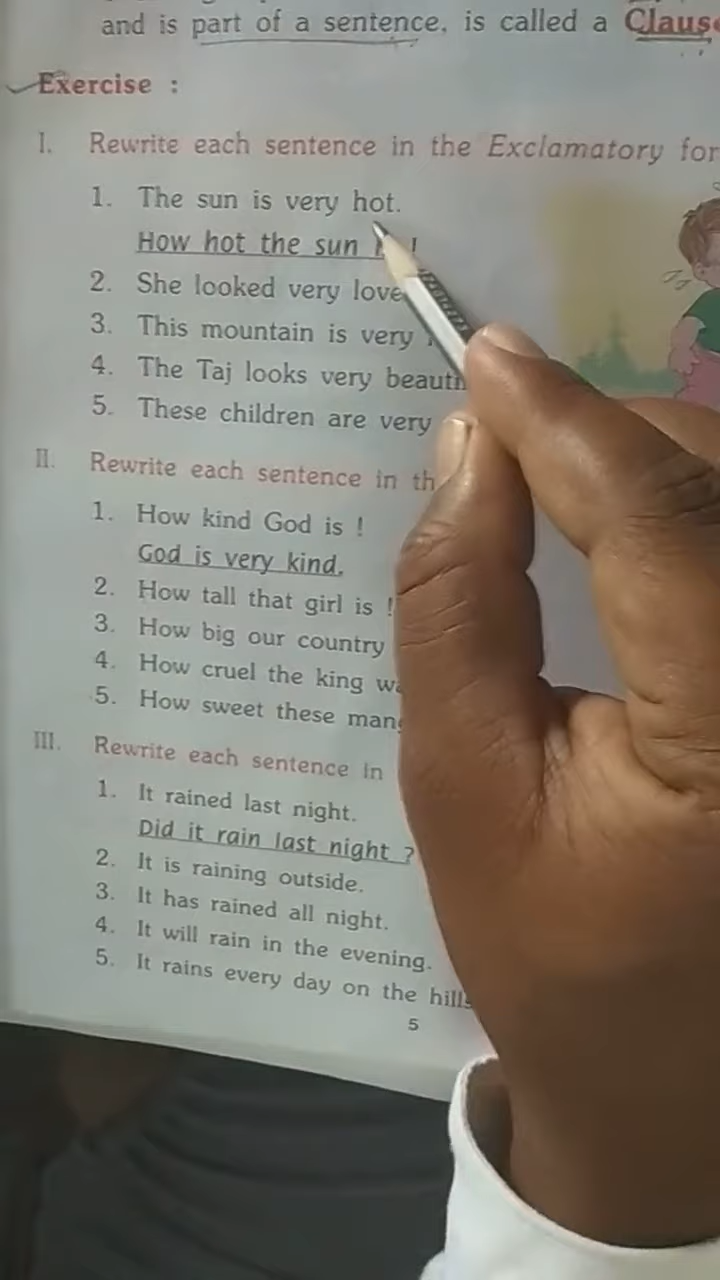 and is part of a sentence, is called a Clause
Exercise :
I. Rewrite each sentence in the Exclamatory
1. The sun is very hot.
How hot the sun !
2. She looked very
3. This mountain is very
4. The Taj looks very
5. These children are very
II. Rewrite each sentence in
1. How kind God is !
God is very kind.
2. How tall that girl is !
3. How big our country
4. How cruel the king
5. How sweet these
III. Rewrite each sentence in
1. It rained last night.
Did it rain last night ?
2. It is raining outside.
3. It has rained all night.
4. It will rain in the evening.
5. It rains every day on the hills
5